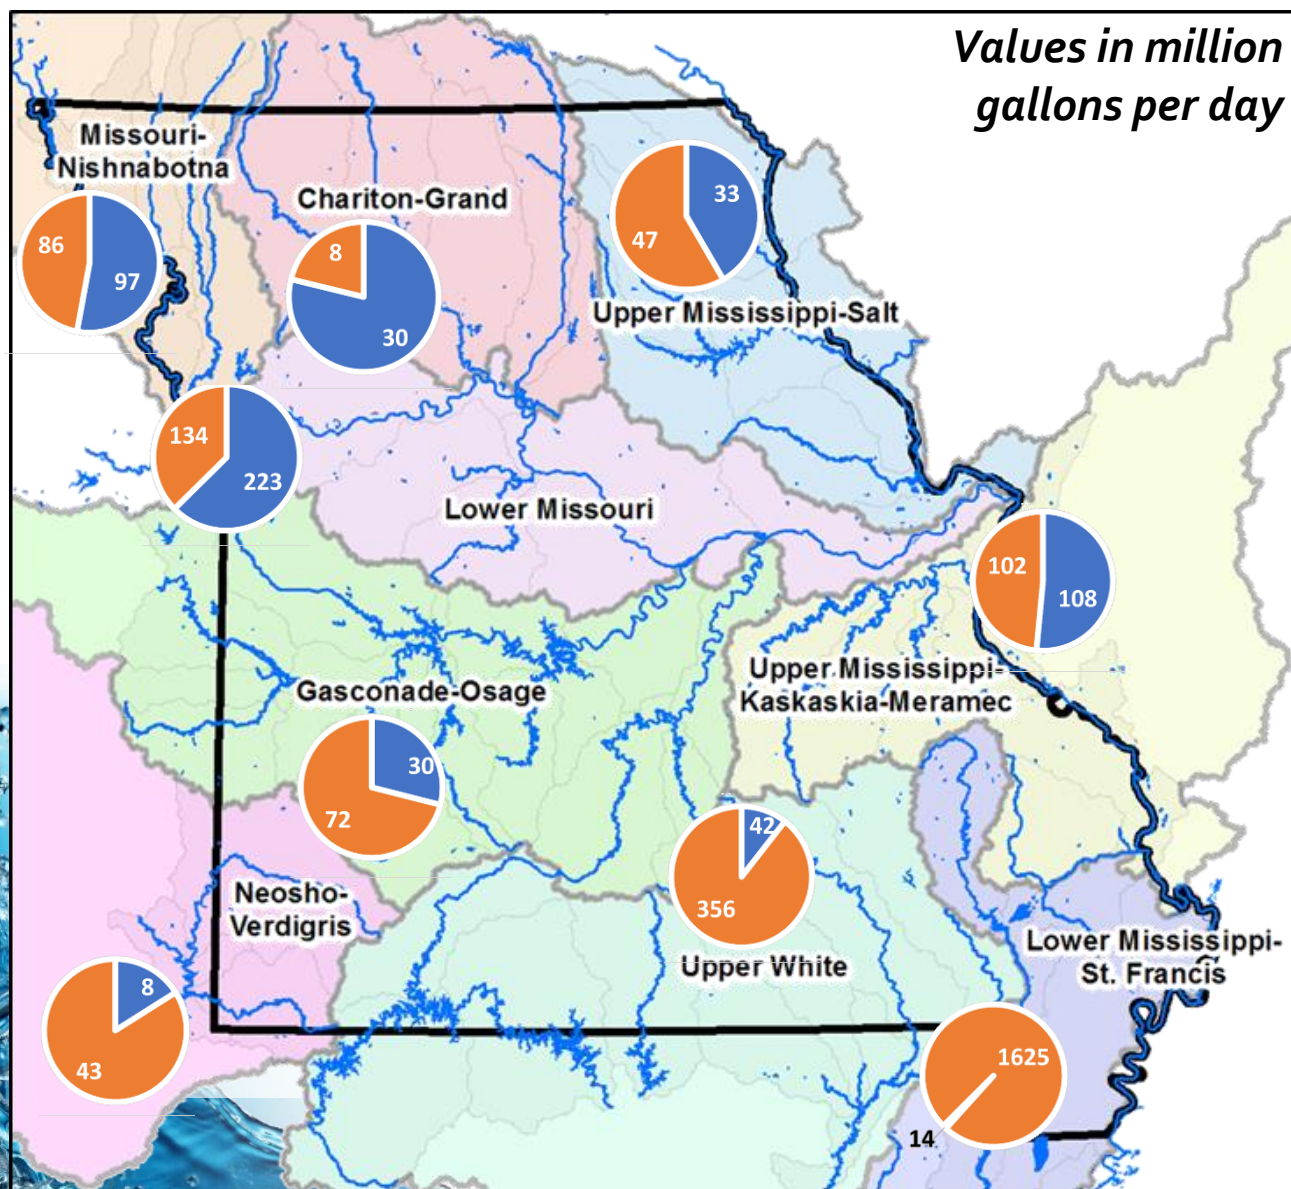 Values in million
gallons per day
Missouri-
Nishnabotna
86
97
Chariton-Grand
8
30
33
47
Upper Mississippi-Salt
134
223
Lower Missouri
102
108
Upper Mississippi-
Kaskaskia-Meramec
Gasconade-Osage
30
72
42
356
Upper White
Neosho-
Verdigris
Lower Mississippi-
St. Francis
8
43
1625
14